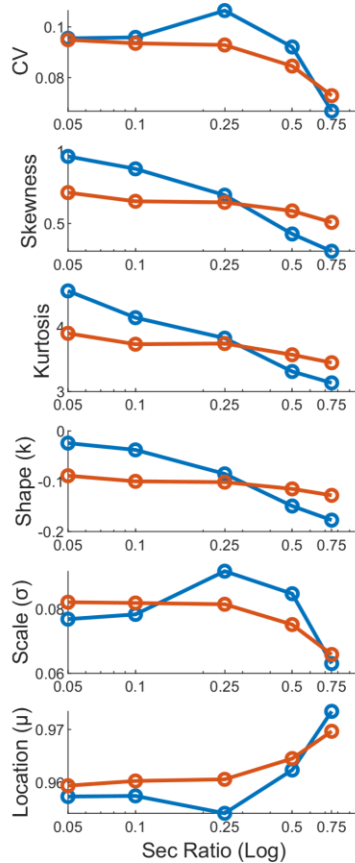 CV
0.1
0.08
0.05 0.1 0.25 0.5 0.75
Skewness
1
0.5
0.05 0.1 0.25 0.5 0.75
Kurtosis
4
3
0.05 0.1 0.25 0.5 0.75
Shape (k)
0
-0.1
-0.2
0.05 0.1 0.25 0.5 0.75
Scale (σ)
0.08
0.06
0.05 0.1 0.25 0.5 0.75
Location (μ)
0.97
0.96
0.05 0.1 0.25 0.5 0.75
Sec Ratio (Log)